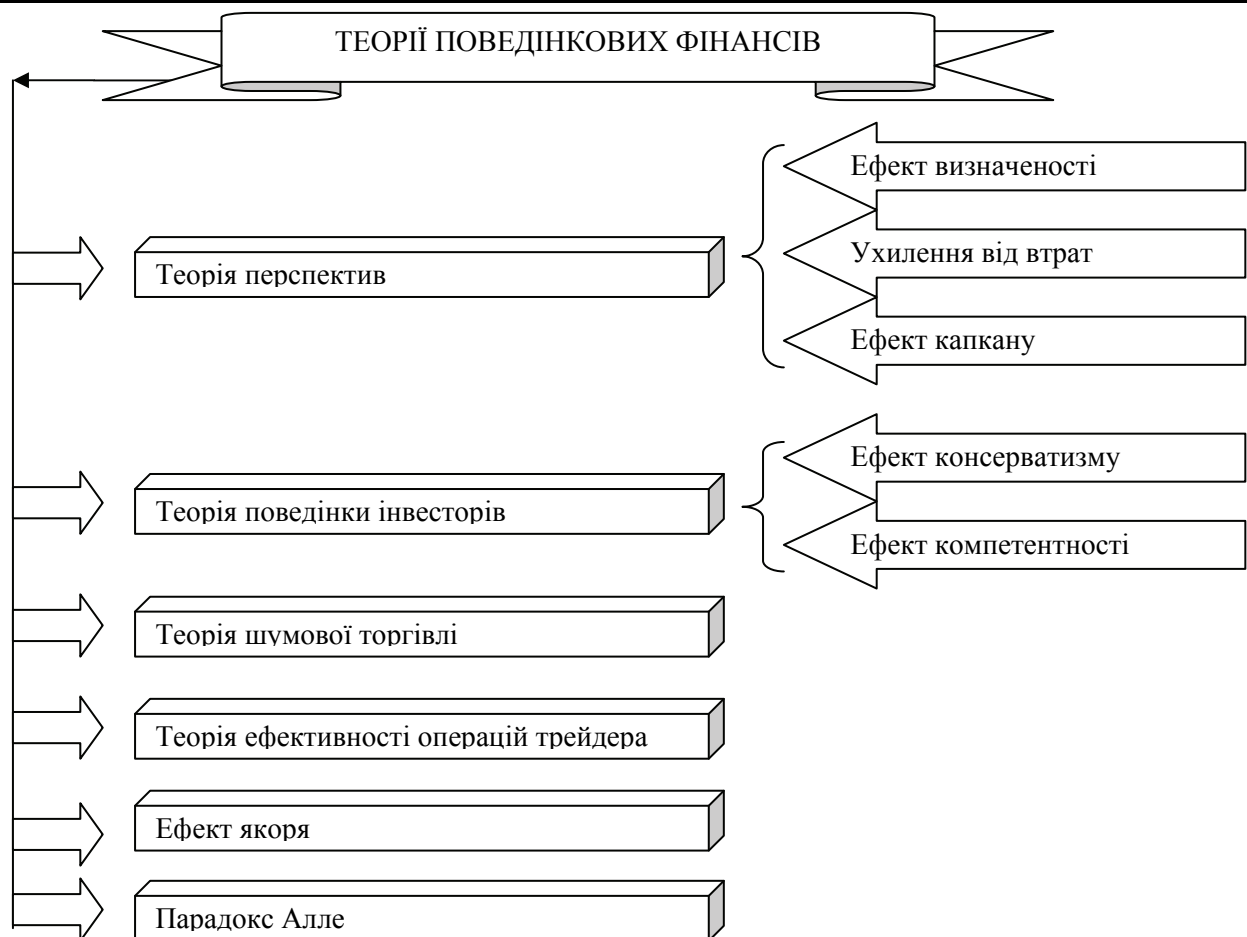 ТЕОРІЇ ПОВЕДІНКОВИХ ФІНАНСІВ
Теорія перспектив
Ефект визначеності
Ухилення від втрат
Ефект капкану
Теорія поведінки інвесторів
Ефект консерватизму
Ефект компетентності
Теорія шумової торгівлі
Теорія ефективності операцій трейдера
Ефект якоря
Парадокс Алле